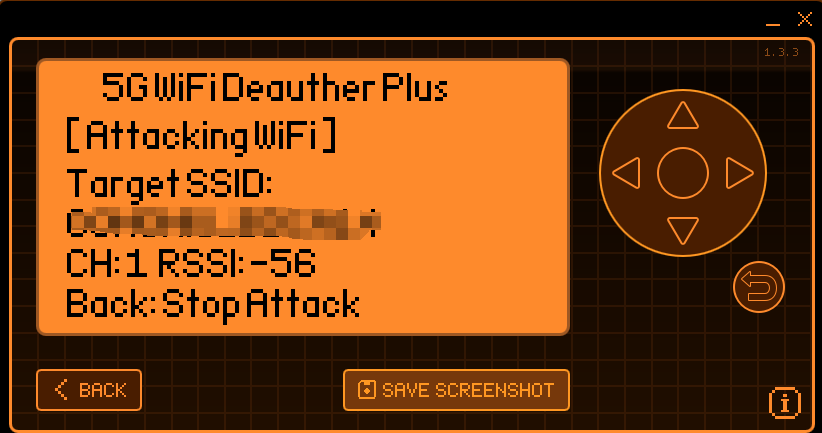 1.3.3
5G WiFi Deauther Plus
[Attacking WiFi]
Target SSID:
CH: 1 RSSI: -56
Back: Stop Attack
BACK
SAVE SCREENSHOT
i